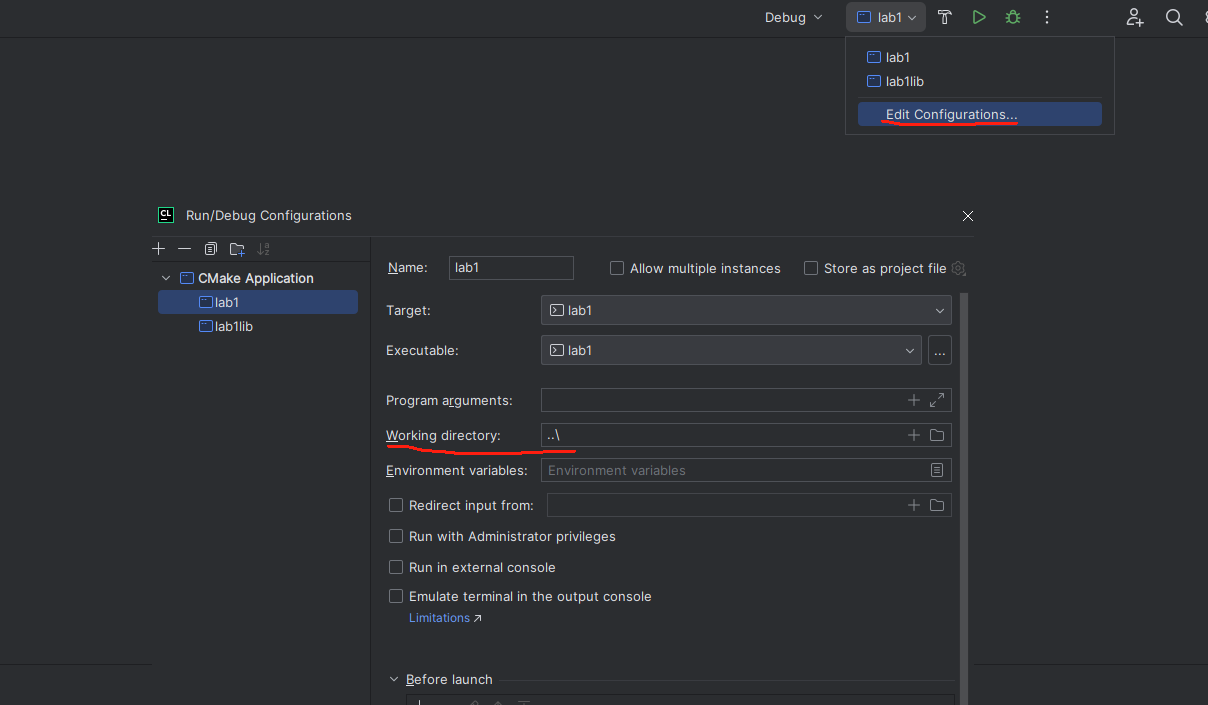 Debug
lab1
lab1
lab1lib
Edit Configurations...
CL
Run/Debug Configurations
CMake Application
lab1
lab1lib
Name: lab1
Allow multiple instances
Store as project file
Target: lab1
Executable: lab1
...
Program arguments:
Working directory: ..\
Environment variables: Environment variables
Redirect input from:
Run with Administrator privileges
Run in external console
Emulate terminal in the output console
Limitations ↗
Before launch